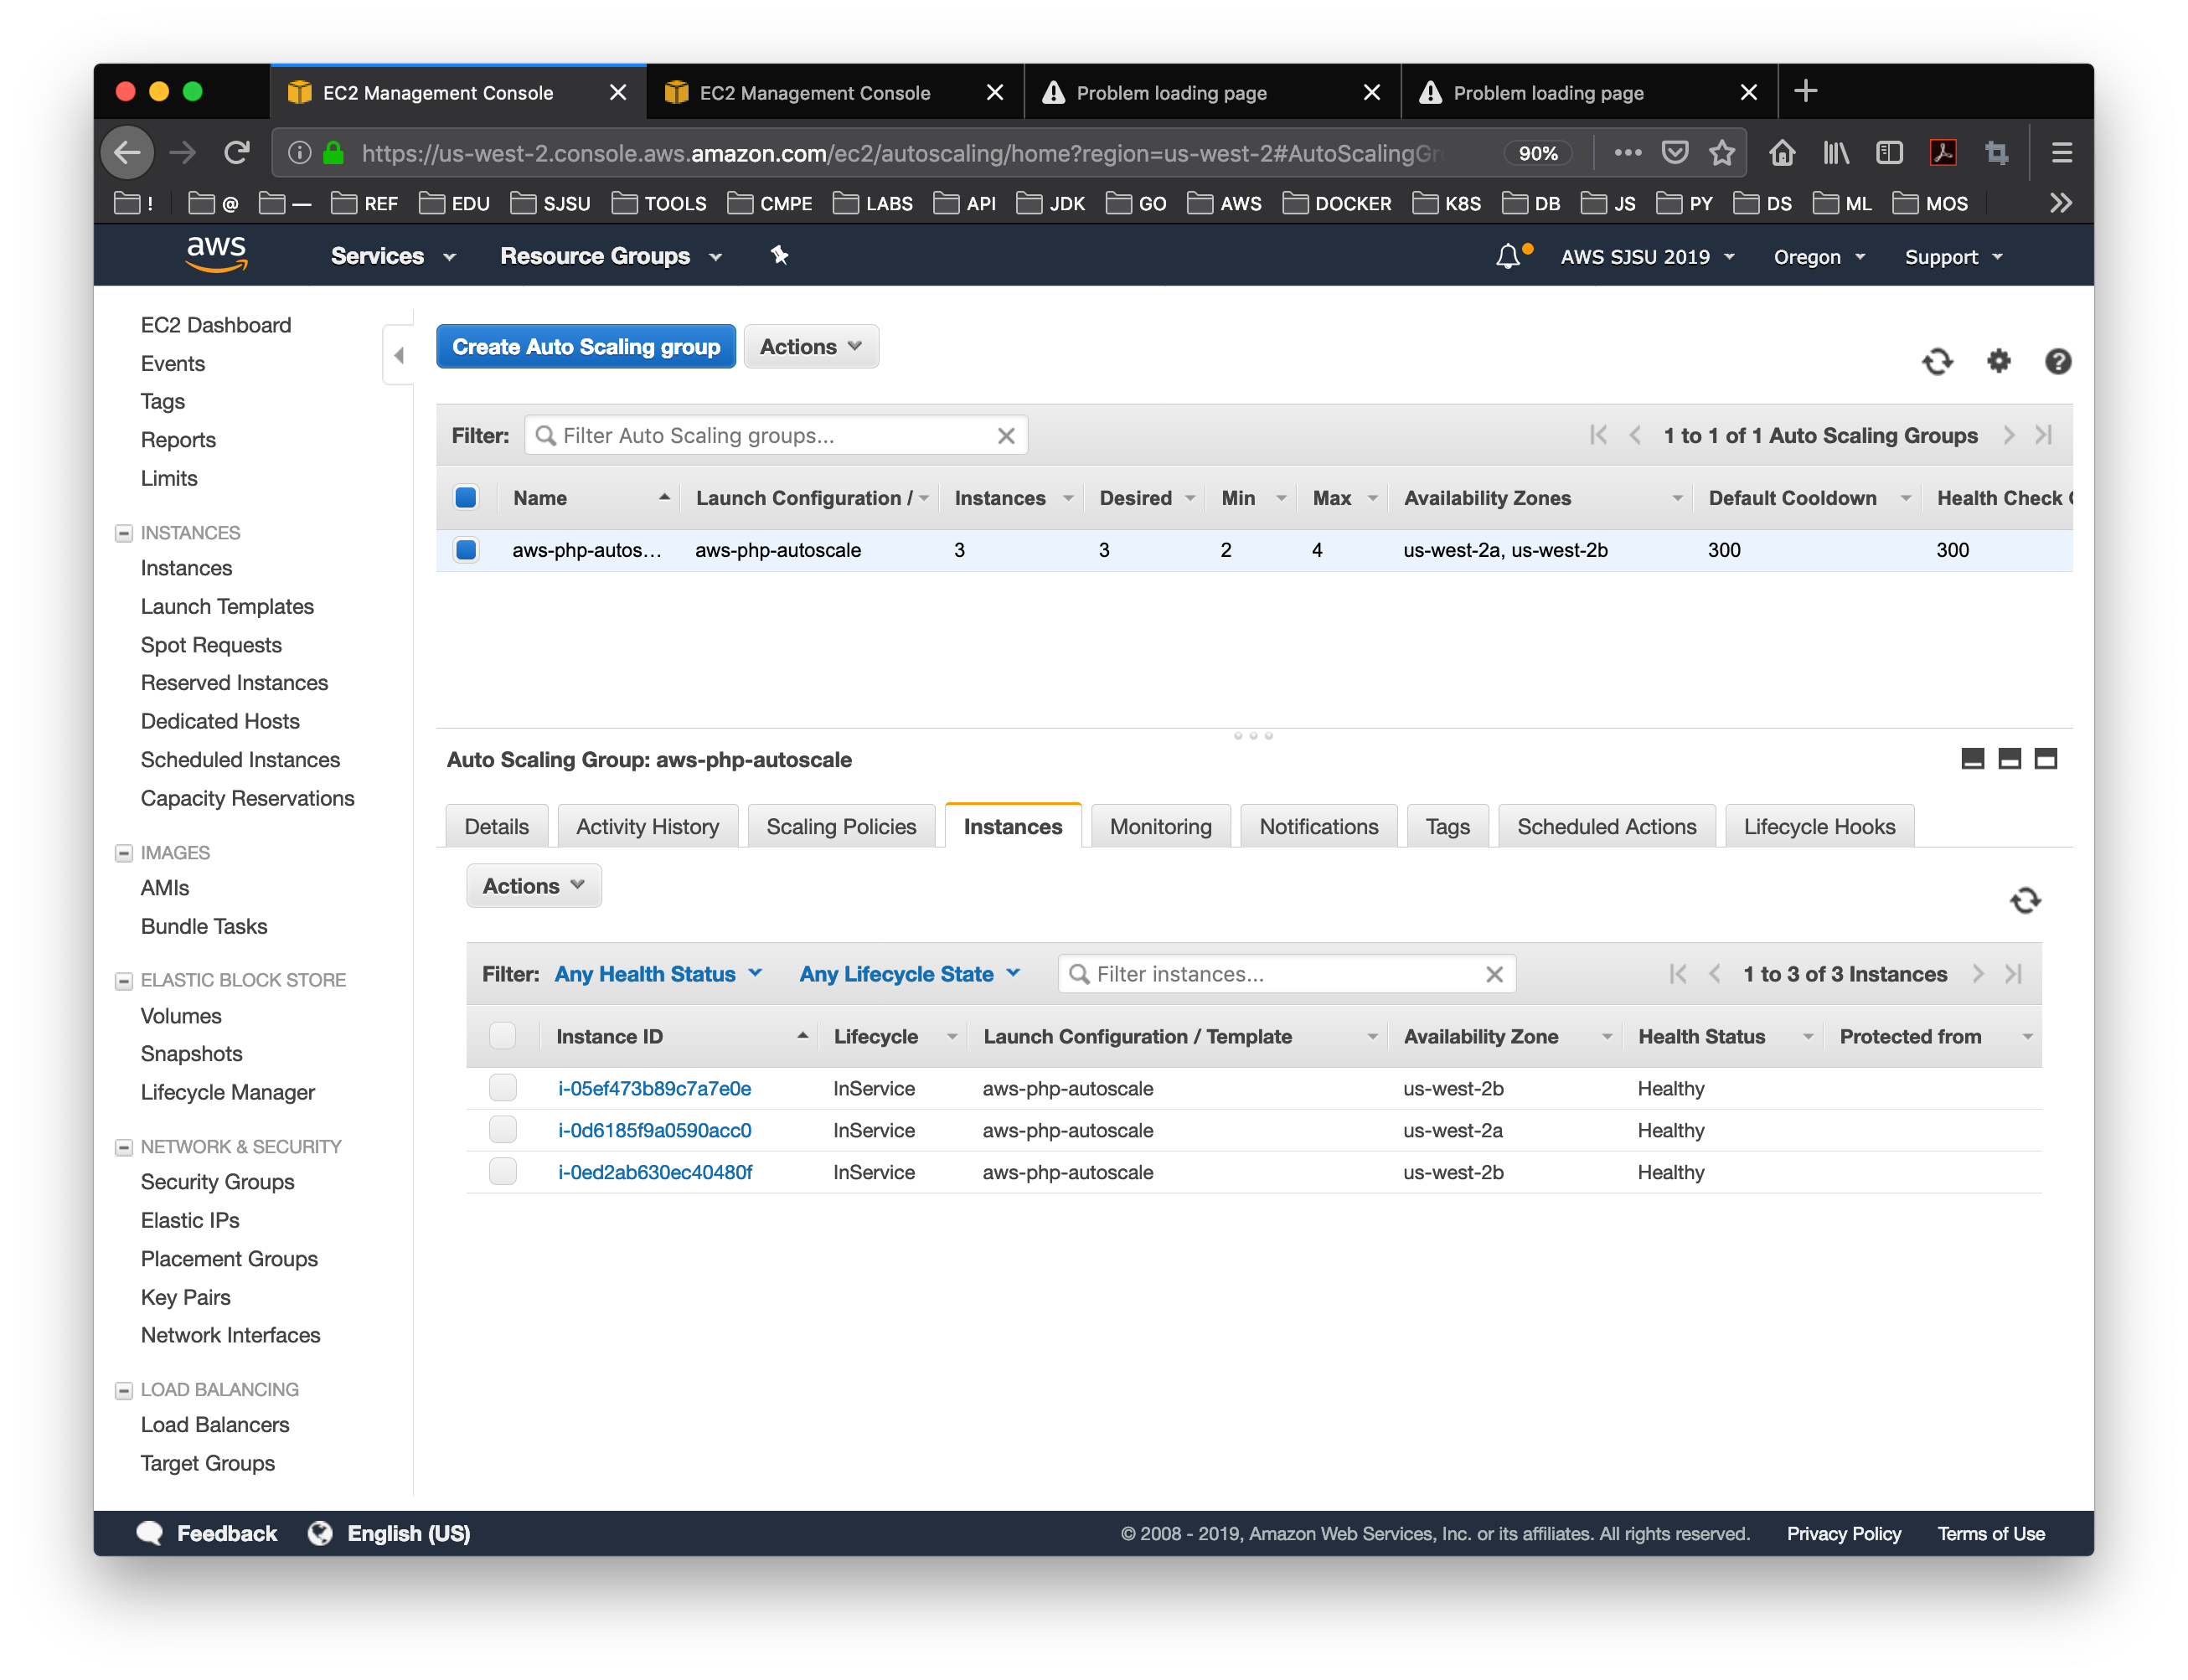 EC2 Management Console
EC2 Management Console
Problem loading page
Problem loading page
https://us-west-2.console.aws.amazon.com/ec2/autoscaling/home?region=us-west-2#AutoScalingGr
90%
! @ — REF EDU SJSU TOOLS CMPE LABS API JDK GO AWS DOCKER K8S DB JS PY DS ML MOS
aws Services Resource Groups AWS SJSU 2019 Oregon Support
EC2 Dashboard
Events
Tags
Reports
Limits
INSTANCES
Instances
Launch Templates
Spot Requests
Reserved Instances
Dedicated Hosts
Scheduled Instances
Capacity Reservations
IMAGES
AMIs
Bundle Tasks
ELASTIC BLOCK STORE
Volumes
Snapshots
Lifecycle Manager
NETWORK & SECURITY
Security Groups
Elastic IPs
Placement Groups
Key Pairs
Network Interfaces
LOAD BALANCING
Load Balancers
Target Groups
Create Auto Scaling group Actions
Filter: Filter Auto Scaling groups... 1 to 1 of 1 Auto Scaling Groups
Name Launch Configuration / Instances Desired Min Max Availability Zones Default Cooldown Health Check
aws-php-autos... aws-php-autoscale 3 3 2 4 us-west-2a, us-west-2b 300 300
Auto Scaling Group: aws-php-autoscale
Details Activity History Scaling Policies Instances Monitoring Notifications Tags Scheduled Actions Lifecycle Hooks
Actions
Filter: Any Health Status Any Lifecycle State Filter instances... 1 to 3 of 3 Instances
Instance ID Lifecycle Launch Configuration / Template Availability Zone Health Status Protected from
i-05ef473b89c7a7e0e InService aws-php-autoscale us-west-2b Healthy
i-0d6185f9a0590acc0 InService aws-php-autoscale us-west-2a Healthy
i-0ed2ab630ec40480f InService aws-php-autoscale us-west-2b Healthy
Feedback English (US) © 2008 - 2019, Amazon Web Services, Inc. or its affiliates. All rights reserved. Privacy Policy Terms of Use